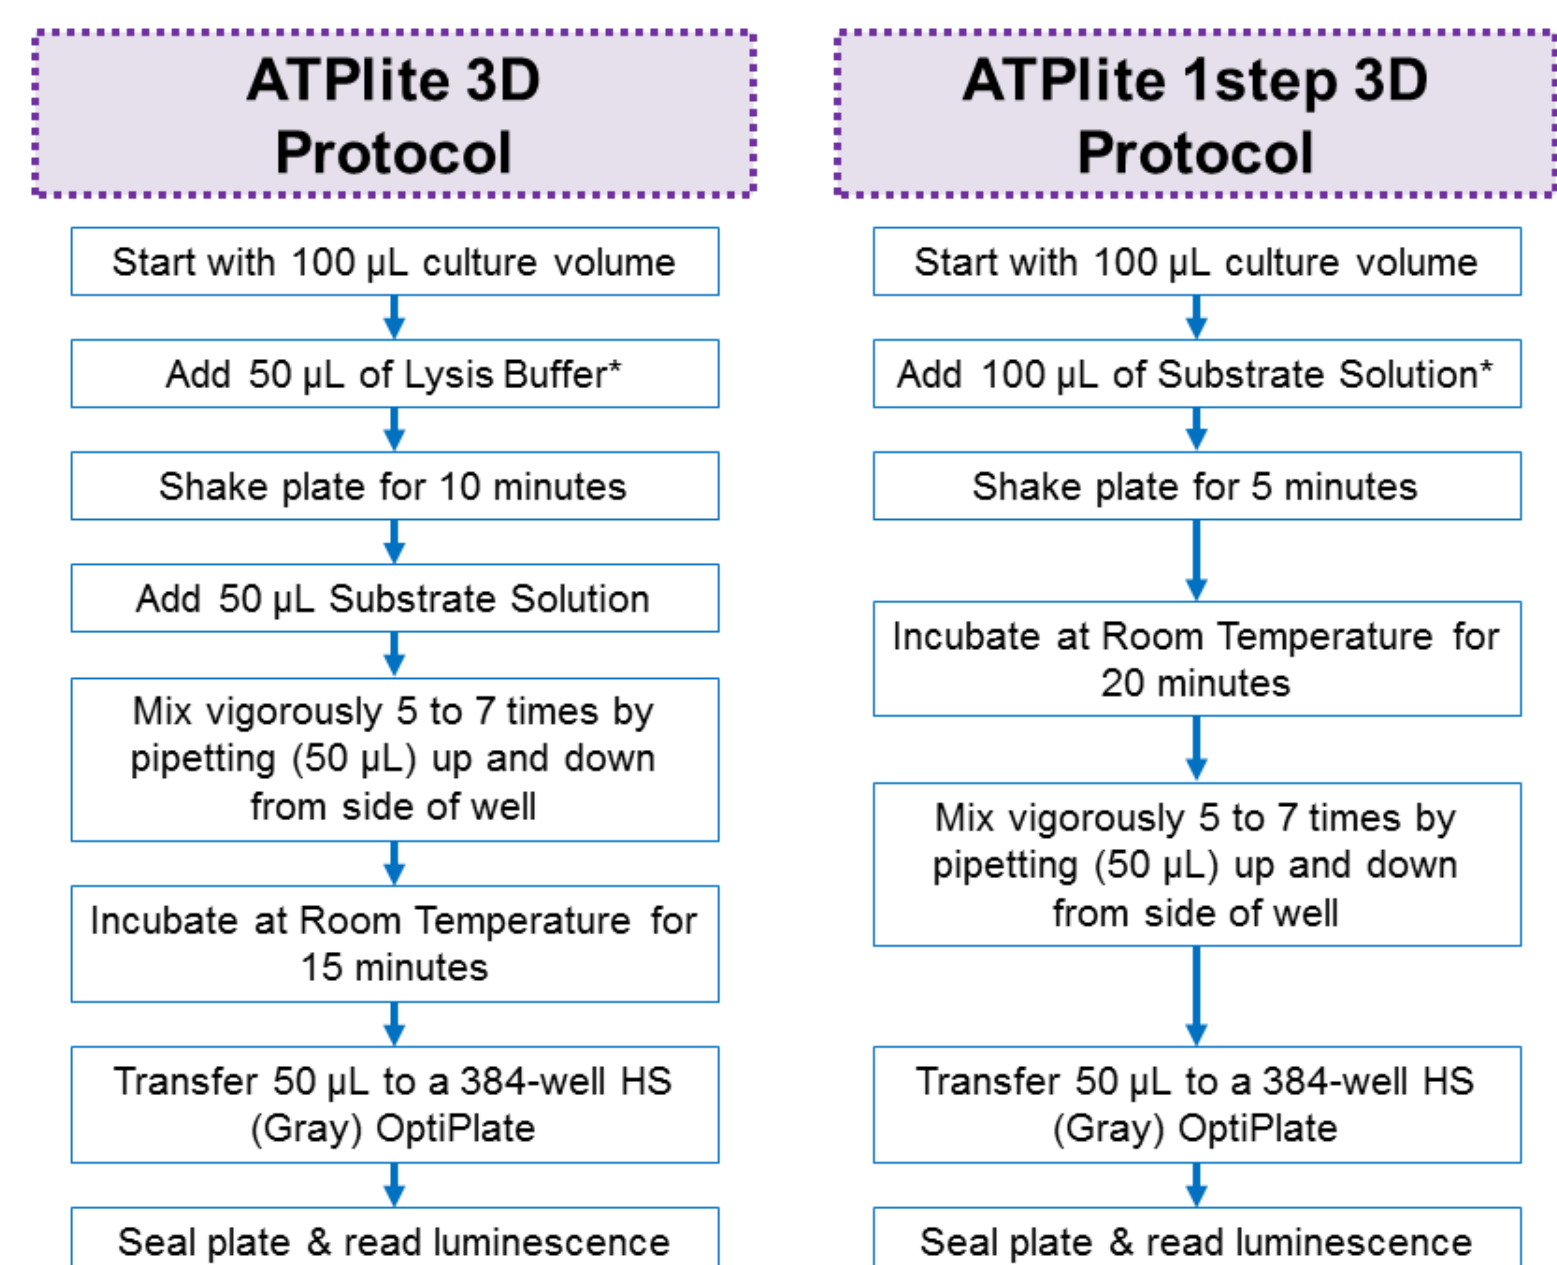 ATPlite 3D
Protocol
Start with 100 µL culture volume
Add 50 µL of Lysis Buffer*
Shake plate for 10 minutes
Add 50 µL Substrate Solution
Mix vigorously 5 to 7 times by
pipetting (50 µL) up and down
from side of well
Incubate at Room Temperature for
15 minutes
Transfer 50 µL to a 384-well HS
(Gray) OptiPlate
Seal plate & read luminescence
ATPlite 1step 3D
Protocol
Start with 100 µL culture volume
Add 100 µL of Substrate Solution*
Shake plate for 5 minutes
Incubate at Room Temperature for
20 minutes
Mix vigorously 5 to 7 times by
pipetting (50 µL) up and down
from side of well
Transfer 50 µL to a 384-well HS
(Gray) OptiPlate
Seal plate & read luminescence